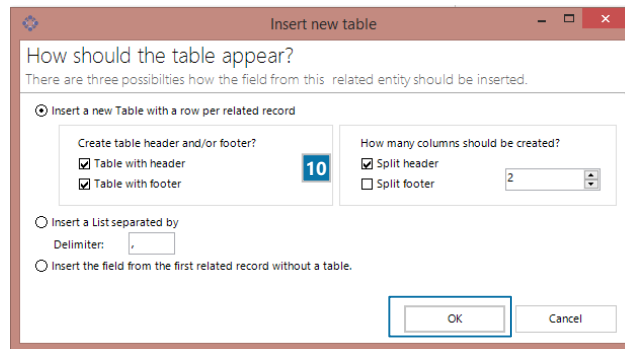 Insert new table
How should the table appear?
There are three possibilties how the field from this related entity should be inserted.
Insert a new Table with a row per related record
Create table header and/or footer?
Table with header
Table with footer
10
How many columns should be created?
Split header
Split footer
2
Insert a List separated by
Delimiter: ,
Insert the field from the first related record without a table.
OK Cancel